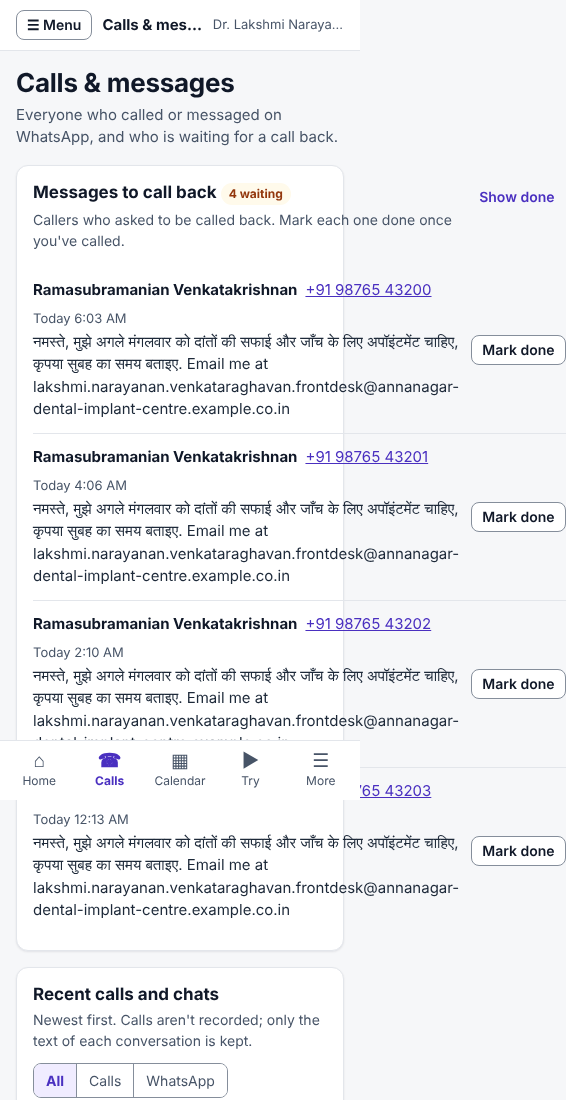 ☰ Menu Calls & mes... Dr. Lakshmi Naraya...
Calls & messages
Everyone who called or messaged on
WhatsApp, and who is waiting for a call back.
Messages to call back 4 waiting Show done
Callers who asked to be called back. Mark each one done once
you've called.
Ramasubramanian Venkatakrishnan +91 98765 43200
Today 6:03 AM
नमस्ते, मुझे अगले मंगलवार को दांतों की सफाई और जाँच के लिए अपॉइंटमेंट चाहिए,
कृपया सुबह का समय बताइए. Email me at
lakshmi.narayanan.venkataraghavan.frontdesk@annanagar-
dental-implant-centre.example.co.in
Mark done
Ramasubramanian Venkatakrishnan +91 98765 43201
Today 4:06 AM
नमस्ते, मुझे अगले मंगलवार को दांतों की सफाई और जाँच के लिए अपॉइंटमेंट चाहिए,
कृपया सुबह का समय बताइए. Email me at
lakshmi.narayanan.venkataraghavan.frontdesk@annanagar-
dental-implant-centre.example.co.in
Mark done
Ramasubramanian Venkatakrishnan +91 98765 43202
Today 2:10 AM
नमस्ते, मुझे अगले मंगलवार को दांतों की सफाई और जाँच के लिए अपॉइंटमेंट चाहिए,
कृपया सुबह का समय बताइए. Email me at
lakshmi.narayanan.venkataraghavan.frontdesk@annanagar-
Mark done
Home Calls Calendar Try More
65 43203
Today 12:13 AM
नमस्ते, मुझे अगले मंगलवार को दांतों की सफाई और जाँच के लिए अपॉइंटमेंट चाहिए,
कृपया सुबह का समय बताइए. Email me at
lakshmi.narayanan.venkataraghavan.frontdesk@annanagar-
dental-implant-centre.example.co.in
Mark done
Recent calls and chats
Newest first. Calls aren't recorded; only the
text of each conversation is kept.
All Calls WhatsApp